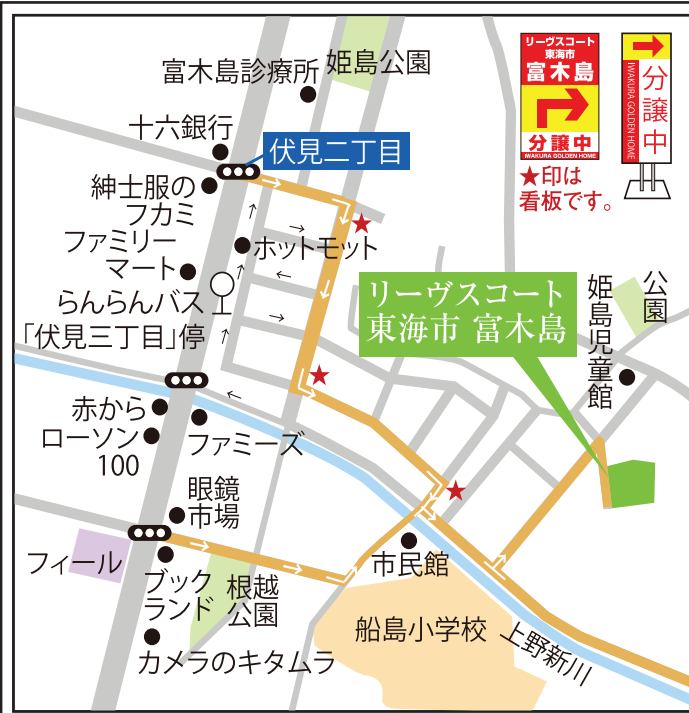 富木島診療所
姫島公園
リーヴスコート
東海市
富木島
分譲中
IWAKURA GOLDEN HOME
分譲中
IWAKURA GOLDEN HOME
★印は
看板です。
十六銀行
伏見二丁目
紳士服の
フカミ
ファミリー
マート
ホットモット
らんらんバス
「伏見三丁目」停
リーヴスコート
東海市 富木島
公園
姫島児童館
赤から
ローソン
100
ファミーズ
眼鏡
市場
フィール
ブック
ランド
根越
公園
市民館
船島小学校
上野新川
カメラのキタムラ